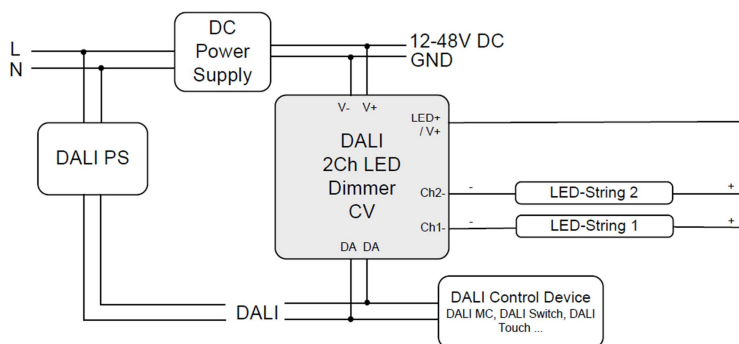 L
N
DC
Power
Supply
12-48V DC
GND
DALI PS
V- V+
LED+
/ V+
DALI
2Ch LED
Dimmer
CV
Ch2-
- LED-String 2 +
Ch1-
- LED-String 1 +
DA DA
DALI
DALI Control Device
DALI MC, DALI Switch, DALI
Touch ...